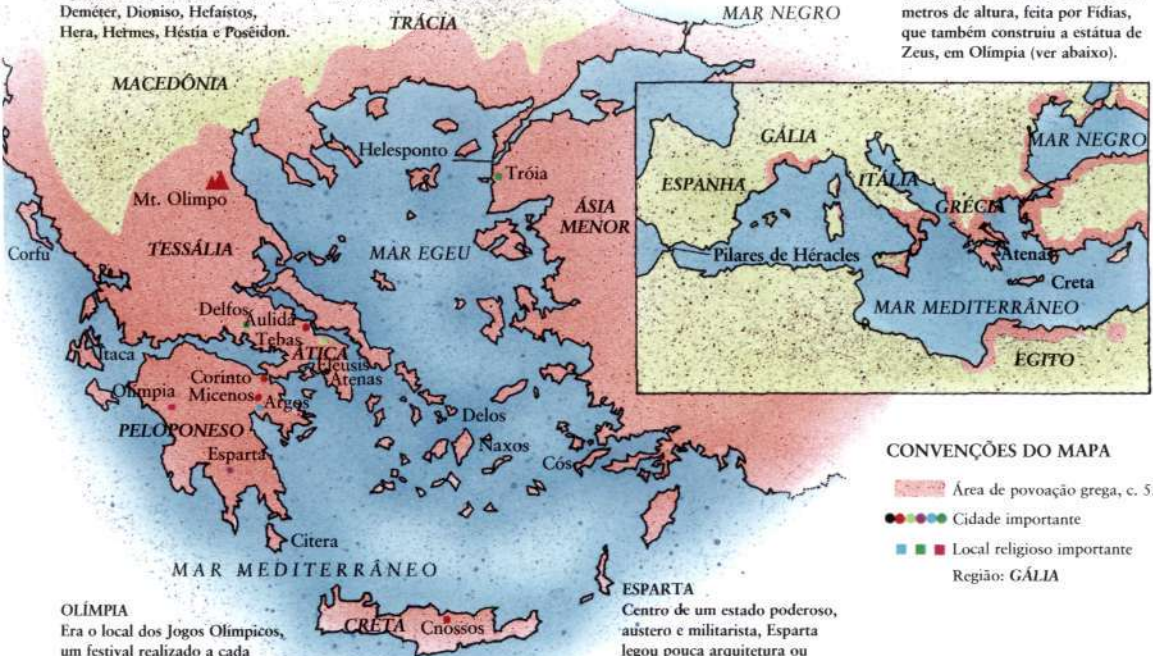 Deméter, Dioniso, Hefaístos,
Hera, Hermes, Héstia e Poseidon.
metros de altura, feita por Fídias,
que também construiu a estátua de
Zeus, em Olímpia (ver abaixo).
TRÁCIA
MAR NEGRO
MACEDÔNIA
Helesponto
Tróia
Mt. Olimpo
ÁSIA
MENOR
TESSÁLIA
Corfu
MAR EGEU
Delfos
Áulida
Tebas
ÁTICA
Elêusis
Atenas
Itaca
Corinto
Olímpia
Micenos
Argos
PELOPONESO
Delos
Naxos
Esparta
Cós
Citera
MAR MEDITERRÂNEO
CRETA
Cnossos
GÁLIA
MAR NEGRO
ESPANHA
ITÁLIA
GRÉCIA
Pilares de Héracles
Atenas
Creta
MAR MEDITERRÂNEO
EGITO
CONVENÇÕES DO MAPA
Área de povoação grega, c. 5
Cidade importante
Local religioso importante
Região: GÁLIA
OLÍMPIA
Era o local dos Jogos Olímpicos,
um festival realizado a cada
ESPARTA
Centro de um estado poderoso,
austero e militarista, Esparta
legou pouca arquitetura ou